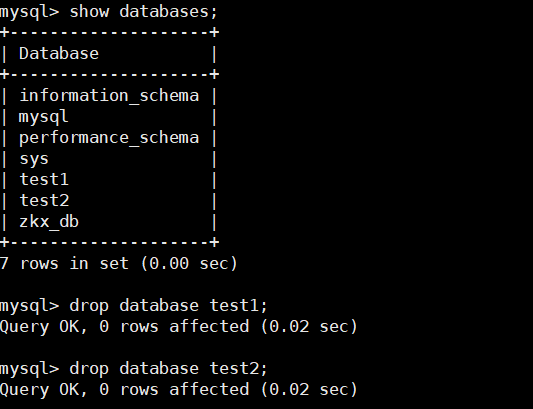 mysql> show databases;
+--------------------+
| Database           |
+--------------------+
| information_schema |
| mysql              |
| performance_schema |
| sys                |
| test1              |
| test2              |
| zkx_db             |
+--------------------+
7 rows in set (0.00 sec)
mysql> drop database test1;
Query OK, 0 rows affected (0.02 sec)
mysql> drop database test2;
Query OK, 0 rows affected (0.02 sec)